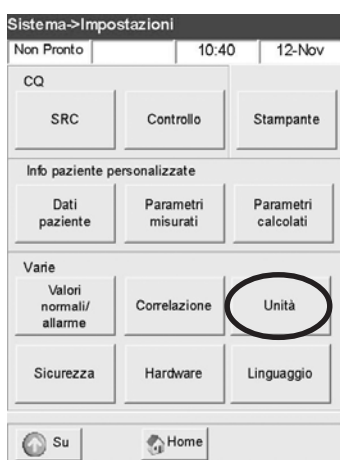 Sistema->Impostazioni
Non Pronto 10:40 12-Nov
CQ
SRC Controllo Stampante
Info paziente personalizzate
Dati paziente Parametri misurati Parametri calcolati
Varie
Valori normali/ allarme Correlazione Unità
Sicurezza Hardware Linguaggio
Su Home